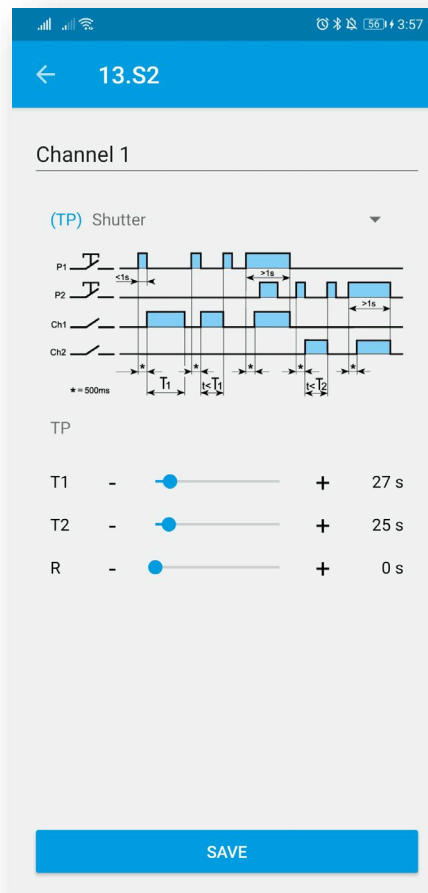 56 3:57
13.S2
Channel 1
(TP) Shutter
P1
<1s
>1s
P2
>1s
Ch1
Ch2
* * * * *
* = 500ms
T1 t<T1 t<T2
TP
T1 - + 27 s
T2 - + 25 s
R - + 0 s
SAVE